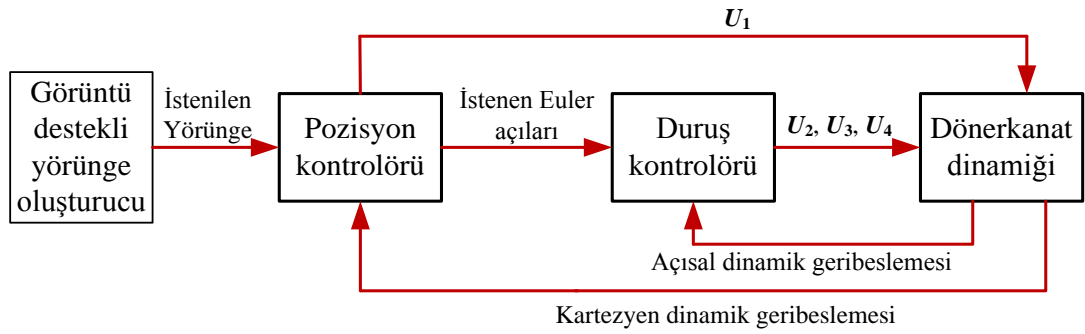 U1
Görüntü
destekli
yörünge
oluşturucu
İstenilen
Yörünge
Pozisyon
kontrolörü
İstenen Euler
açıları
Duruş
kontrolörü
U2, U3, U4
Dönerkanat
dinamiği
Açısal dinamik geribeslemesi
Kartezyen dinamik geribeslemesi